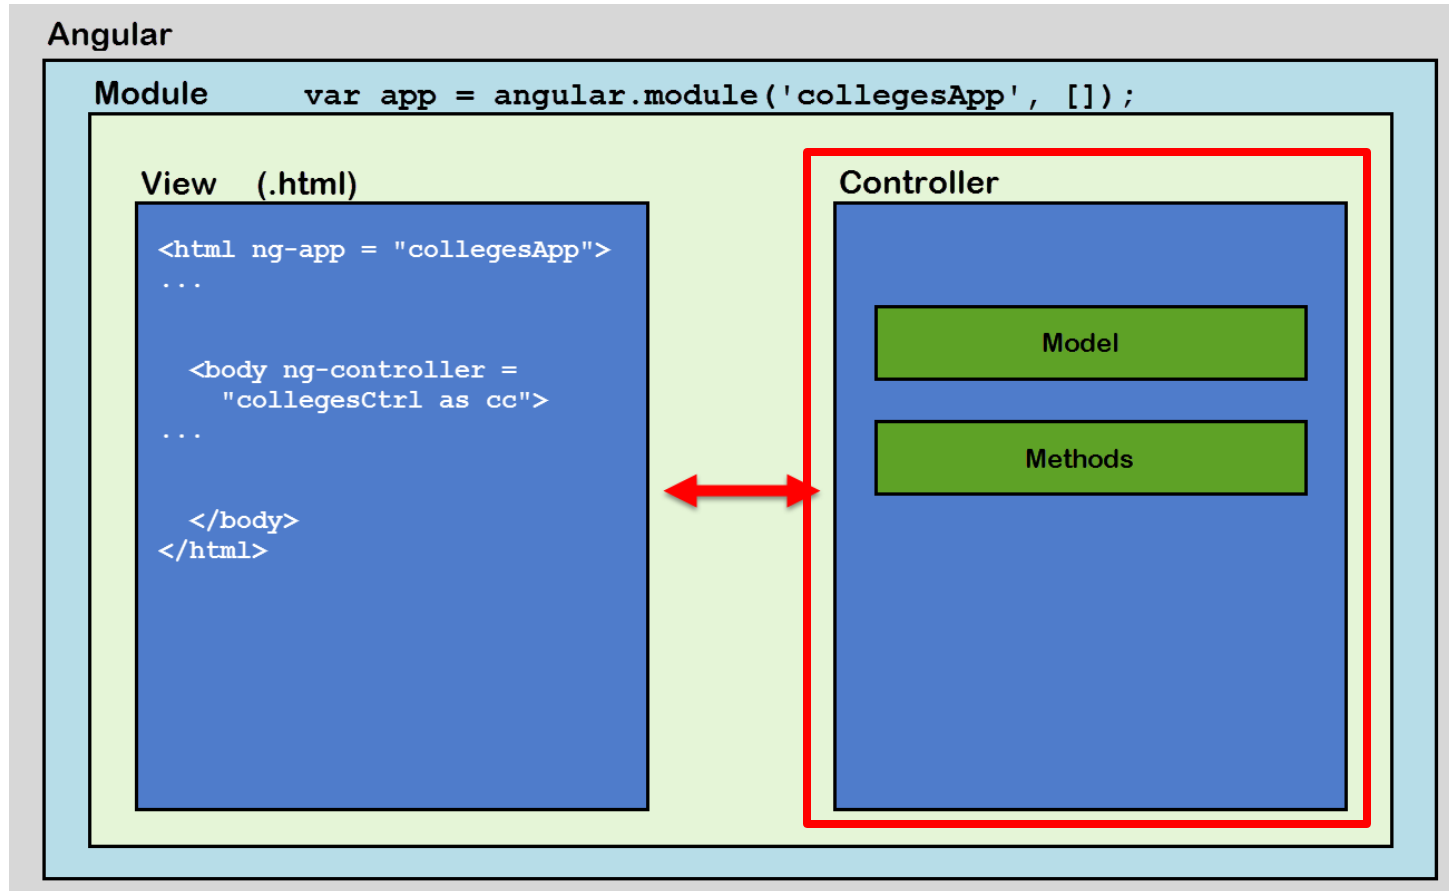 Angular
Module var app = angular.module('collegesApp', []);
View (.html)
<html ng-app = "collegesApp">
...
<body ng-controller =
"collegesCtrl as cc">
...
</body>
</html>
Controller
Model
Methods